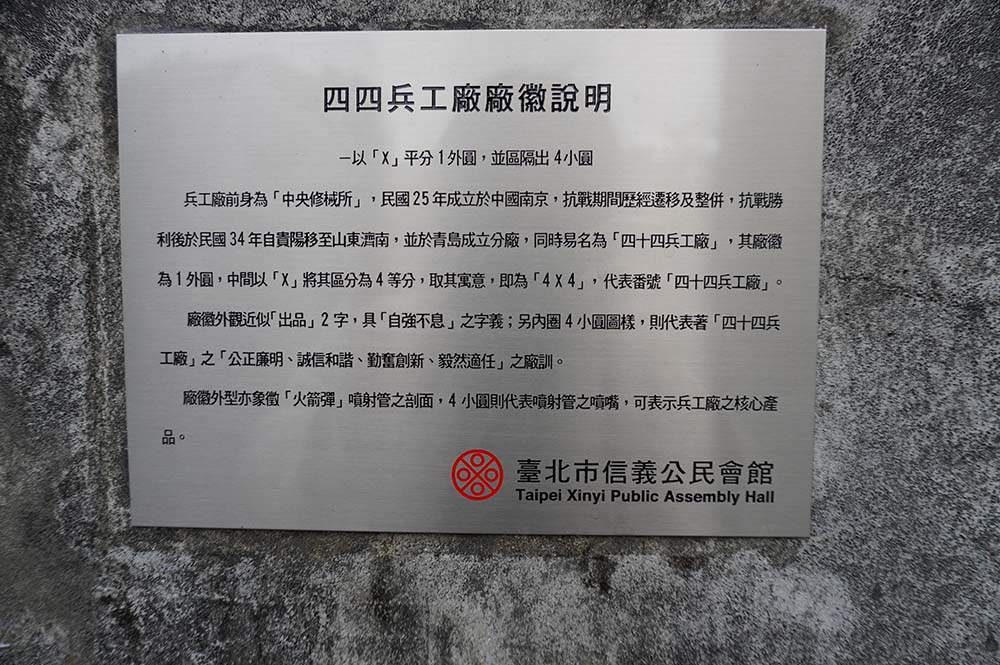 四四兵工廠廠徽說明
一以「X」平分1外圓，並區隔出4小圓
兵工廠前身為「中央修械所」，民國25年成立於中國南京，抗戰期間歷經遷移及整併，抗戰勝
利後於民國34年自貴陽移至山東濟南，並於青島成立分廠，同時易名為「四十四兵工廠」，其廠徽
為1外圓，中間以「X」將其區分為4等分，取其寓意，即為「4X4」，代表番號「四十四兵工廠」。
廠徽外觀近似「出品」2字，具「自強不息」之字義；另內圈4小圓圖樣，則代表著「四十四兵
工廠」之「公正廉明、誠信和諧、勤奮創新、毅然適任」之廠訓。
廠徽外型亦象徵「火箭彈」噴射管之剖面，4小圓則代表噴射管之噴嘴，可表示兵工廠之核心產
品。
臺北市信義公民會館
Taipei Xinyi Public Assembly Hall